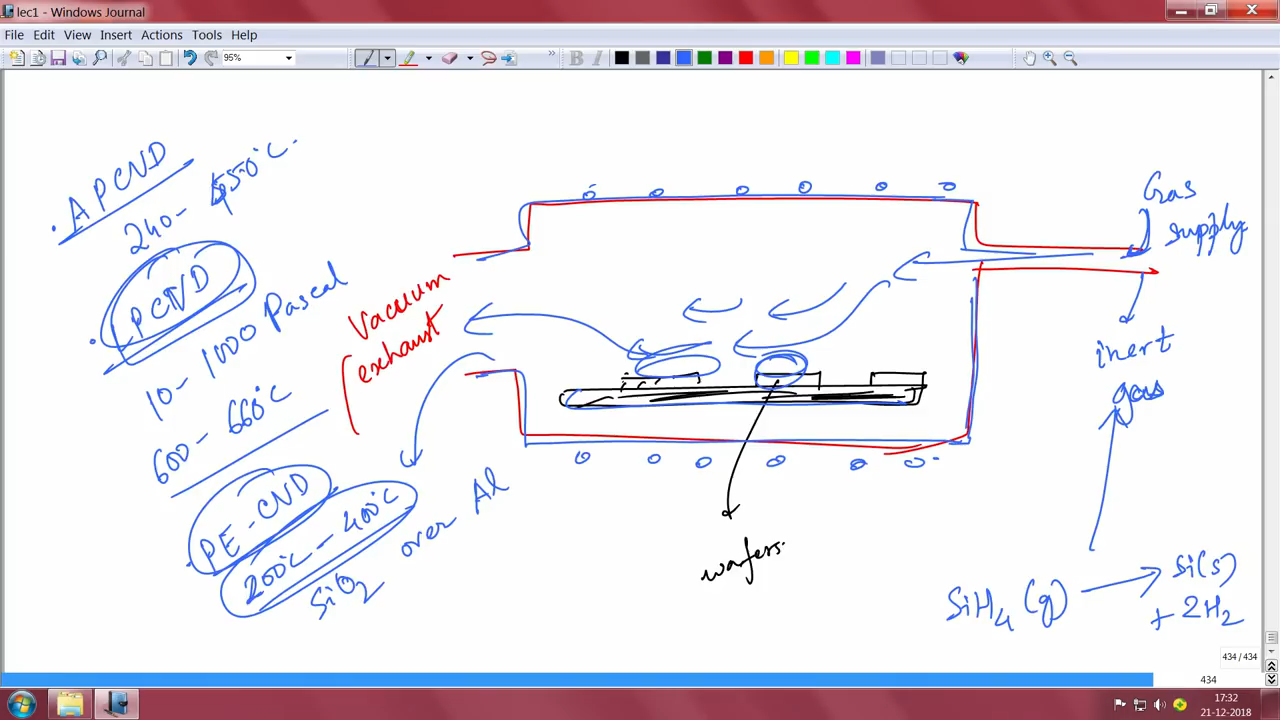 lec1 - Windows Journal
File Edit View Insert Actions Tools Help
95%
. APCVD
240 - 450°C.
. LPCVD
10 - 1000 Pascal
600 - 660°C
. PE-CVD
200°C - 400°C
SiO2 over Al
Vacuum
exhaust
Gas
supply
inert
gas
wafers.
SiH4 (g) → Si(s)
+ 2H2
434 / 434
434
17:32
21-12-2018